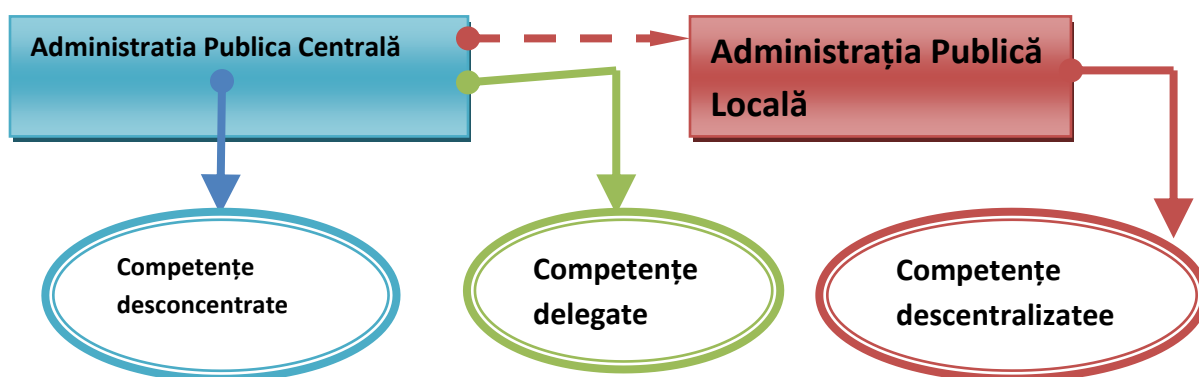 Administratia Publica Centrală
Administrația Publică
Locală
Competențe
desconcentrate
Competențe
delegate
Competențe
descentralizatee